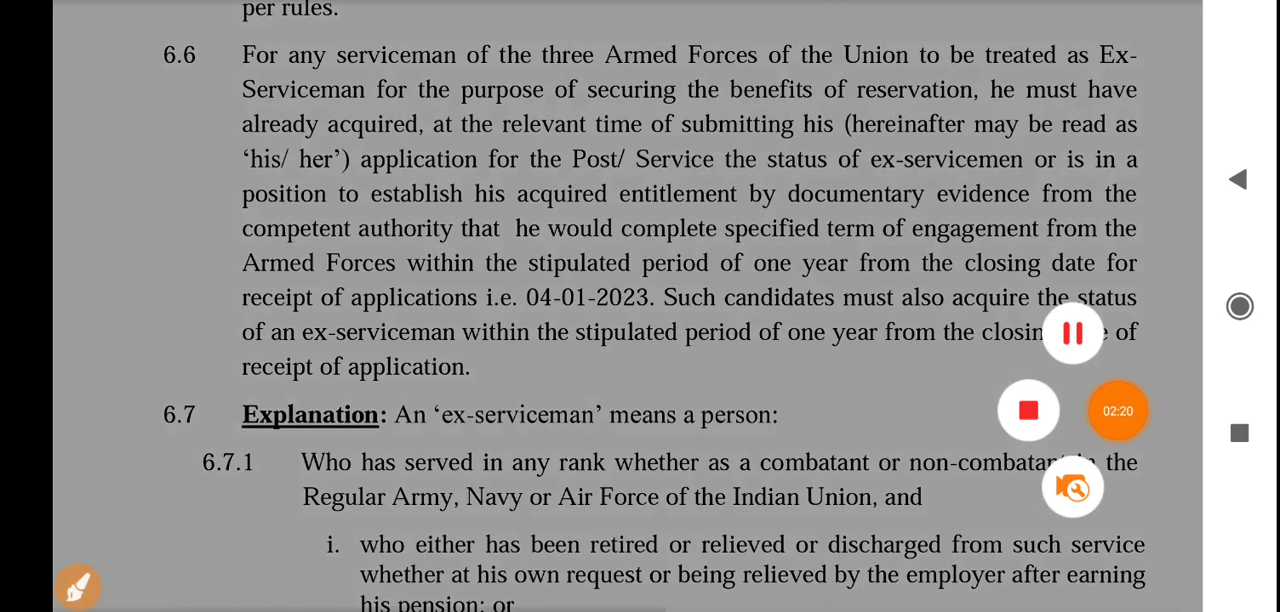 per rules.
6.6 For any serviceman of the three Armed Forces of the Union to be treated as Ex-
Serviceman for the purpose of securing the benefits of reservation, he must have
already acquired, at the relevant time of submitting his (hereinafter may be read as
‘his/ her’) application for the Post/ Service the status of ex-servicemen or is in a
position to establish his acquired entitlement by documentary evidence from the
competent authority that he would complete specified term of engagement from the
Armed Forces within the stipulated period of one year from the closing date for
receipt of applications i.e. 04-01-2023. Such candidates must also acquire the status
of an ex-serviceman within the stipulated period of one year from the of
receipt of application.
6.7 Explanation: An ‘ex-serviceman’ means a person:
02:20
6.7.1 Who has served in any rank whether as a combatant or the
Regular Army, Navy or Air Force of the Indian Union, and
i. who either has been retired or relieved or discharged from such service
whether at his own request or being relieved by the employer after earning
his pension; or